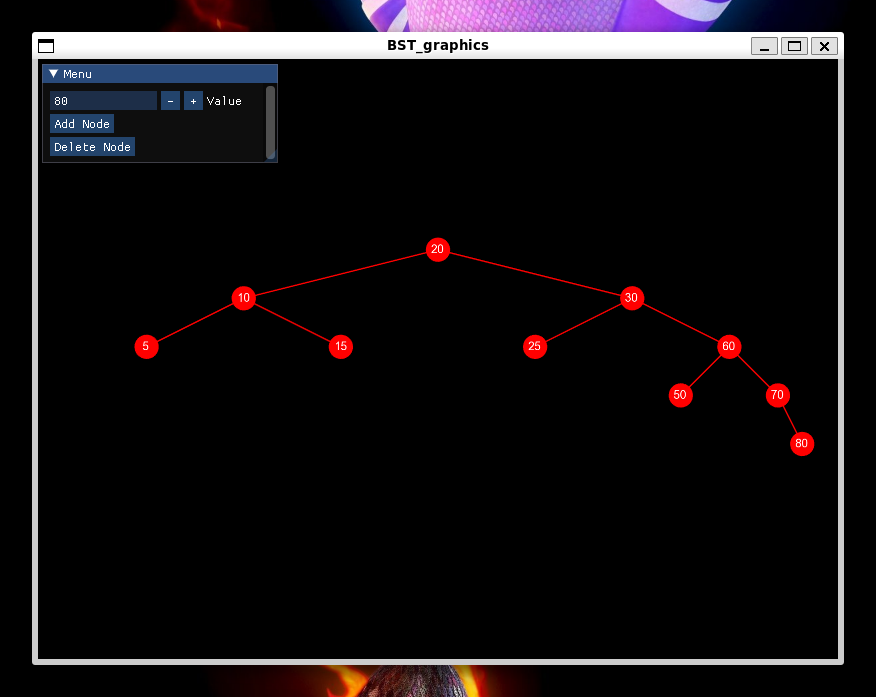 BST_graphics
Menu
80 - + Value
Add Node
Delete Node
20
10 30
5 15 25 60
50 70
80